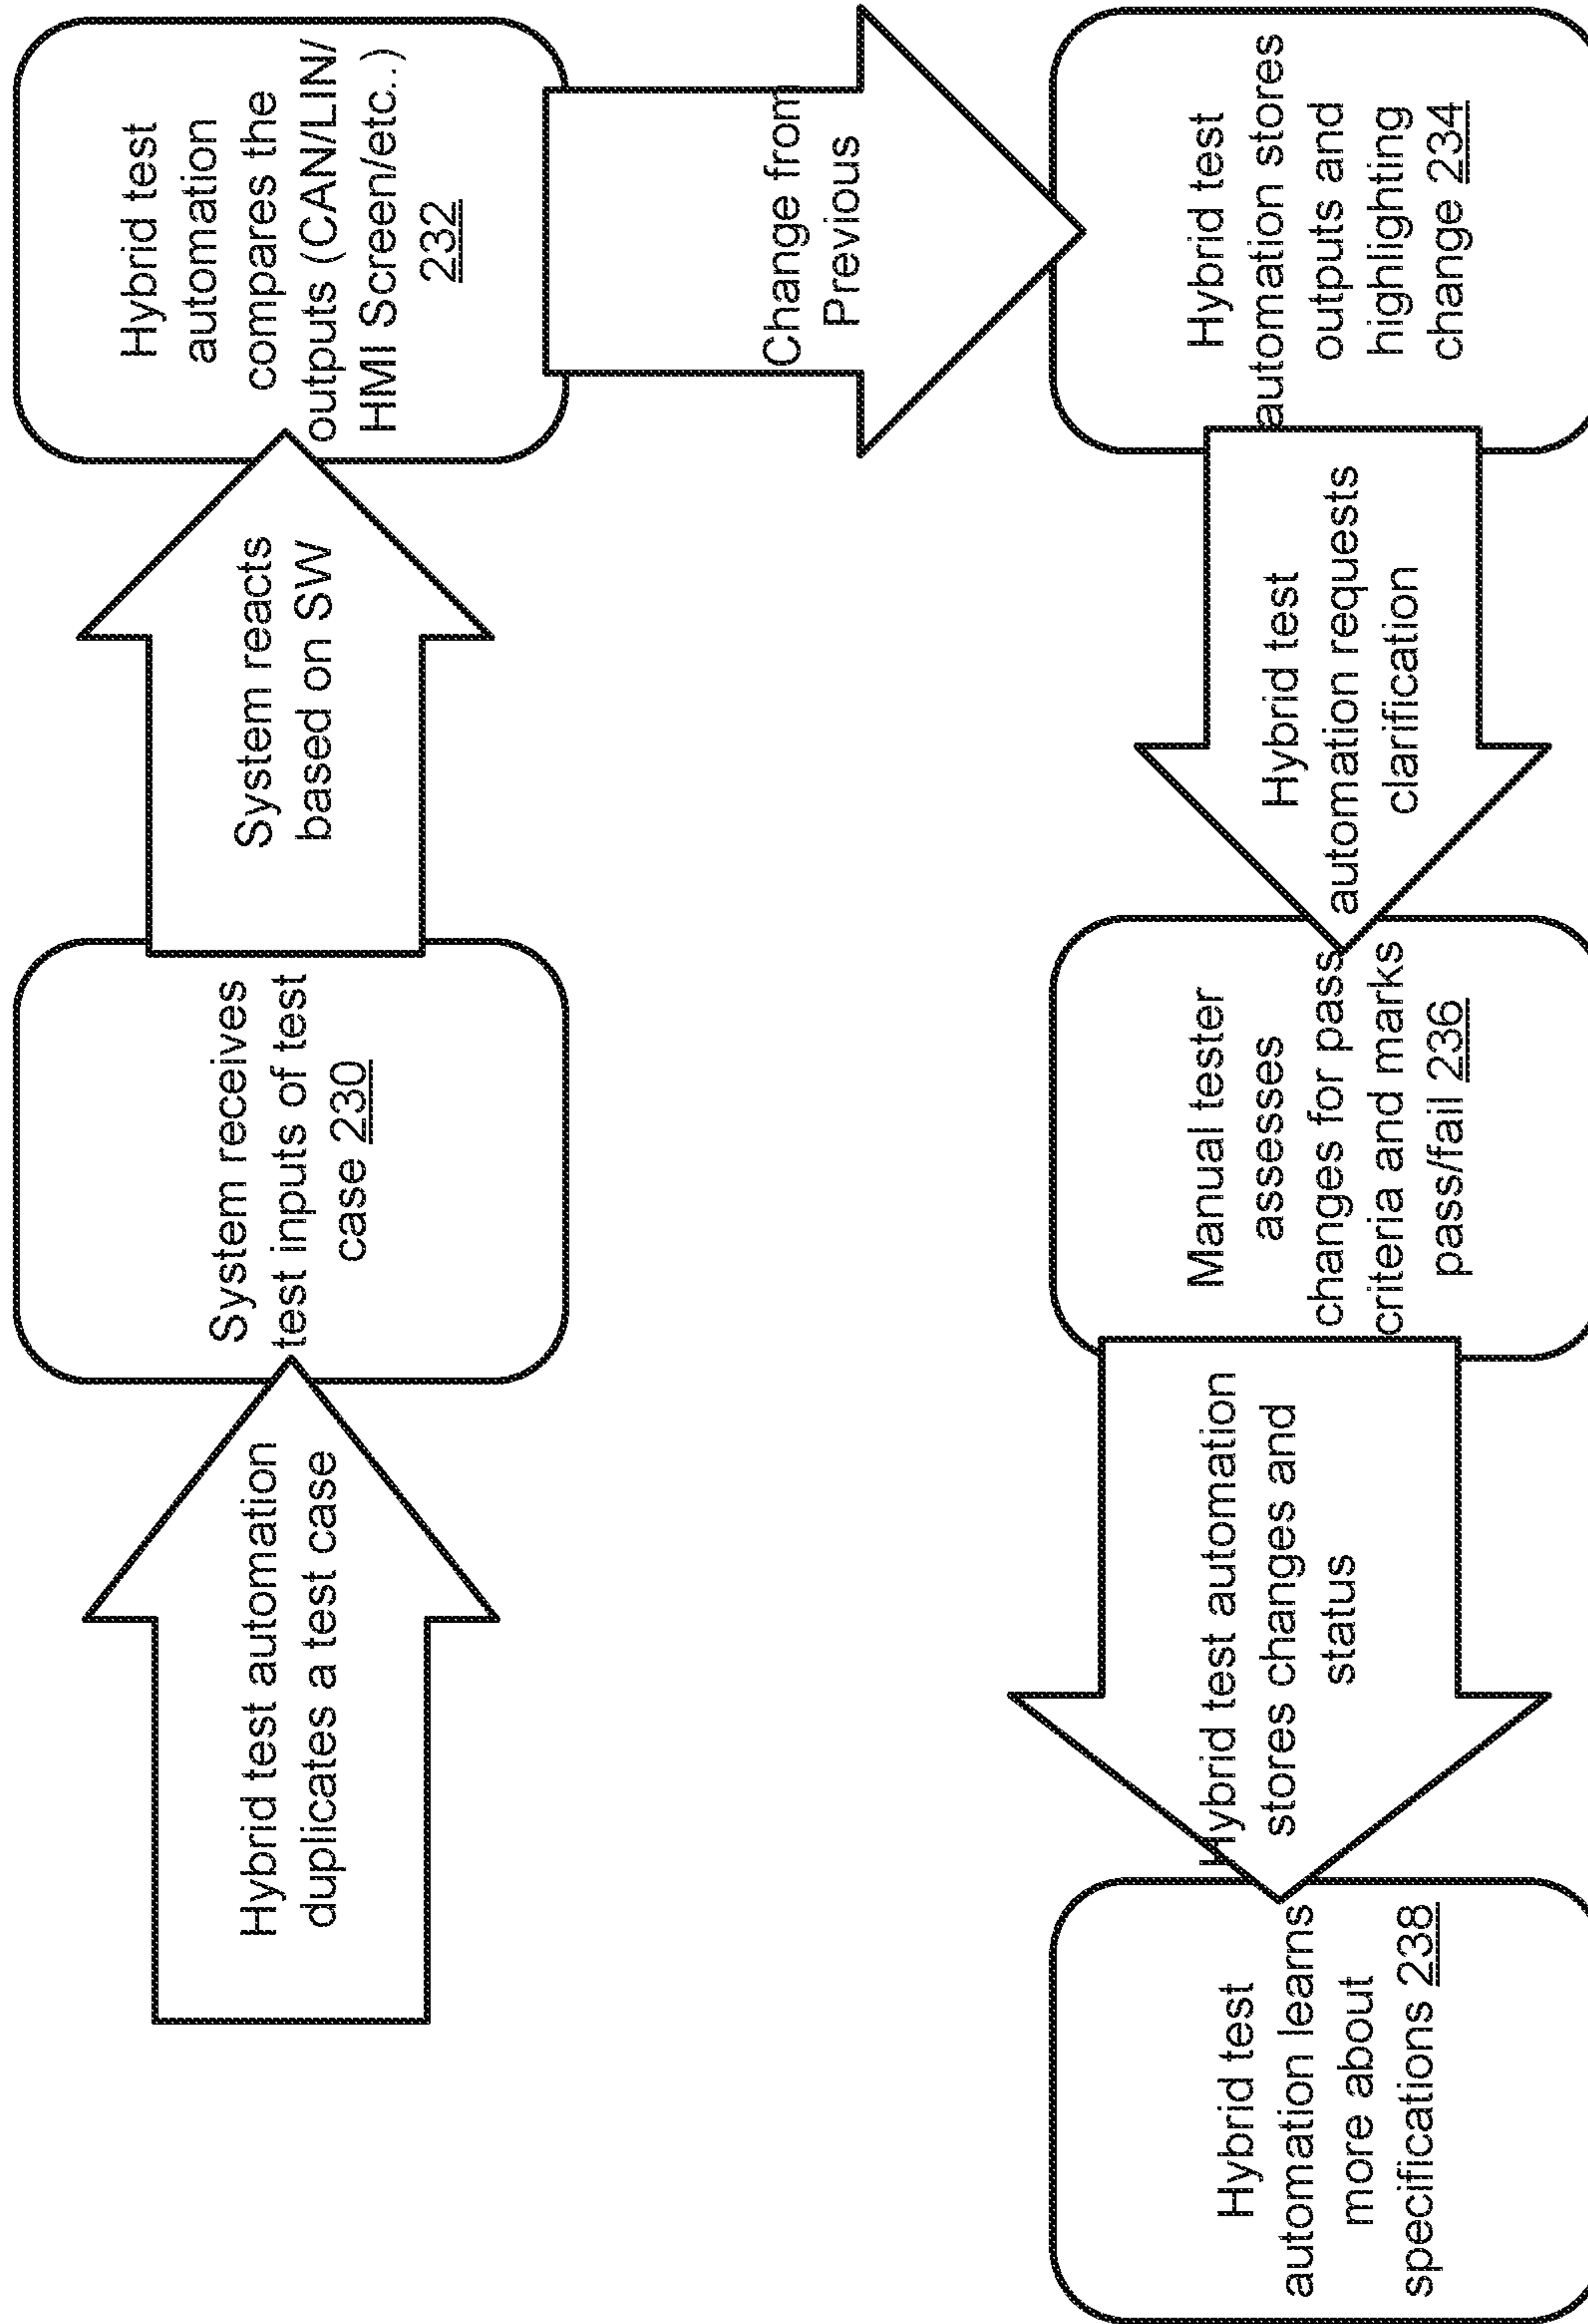 Hybrid test automation
duplicates a test case
System receives
test inputs of test
case 230
System reacts
based on SW
Hybrid test
automation
compares the
outputs (CAN/LIN/
HMI Screen/etc..)
232
Change from
Previous
Hybrid test
automation stores
outputs and
highlighting
change 234
Hybrid test
automation requests
clarification
Manual tester
assesses
changes for pass
criteria and marks
pass/fail 236
Hybrid test automation
stores changes and
status
Hybrid test
automation learns
more about
specifications 238